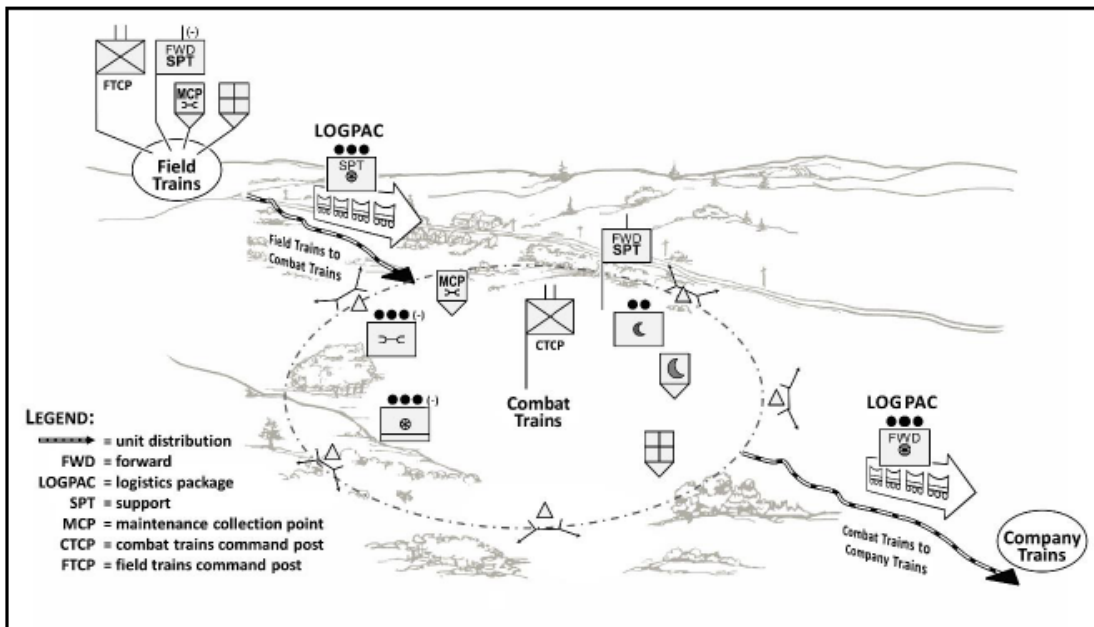 (-)
FWD
SPT
FTCP
MCP
Field
Trains
LOGPAC
SPT
Field Trains to
Combat Trains
FWD
SPT
MCP
(-)
CTCP
Combat
Trains
(-)
LOGPAC
FWD
Combat Trains to
Company Trains
Company
Trains
LEGEND:
= unit distribution
FWD = forward
LOGPAC = logistics package
SPT = support
MCP = maintenance collection point
CTCP = combat trains command post
FTCP = field trains command post